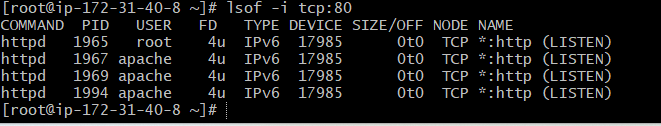 [root@ip-172-31-40-8 ~]# lsof -i tcp:80
COMMAND  PID   USER   FD   TYPE DEVICE SIZE/OFF NODE NAME
httpd   1965   root    4u  IPv6  17985      0t0  TCP *:http (LISTEN)
httpd   1967 apache    4u  IPv6  17985      0t0  TCP *:http (LISTEN)
httpd   1969 apache    4u  IPv6  17985      0t0  TCP *:http (LISTEN)
httpd   1994 apache    4u  IPv6  17985      0t0  TCP *:http (LISTEN)
[root@ip-172-31-40-8 ~]#